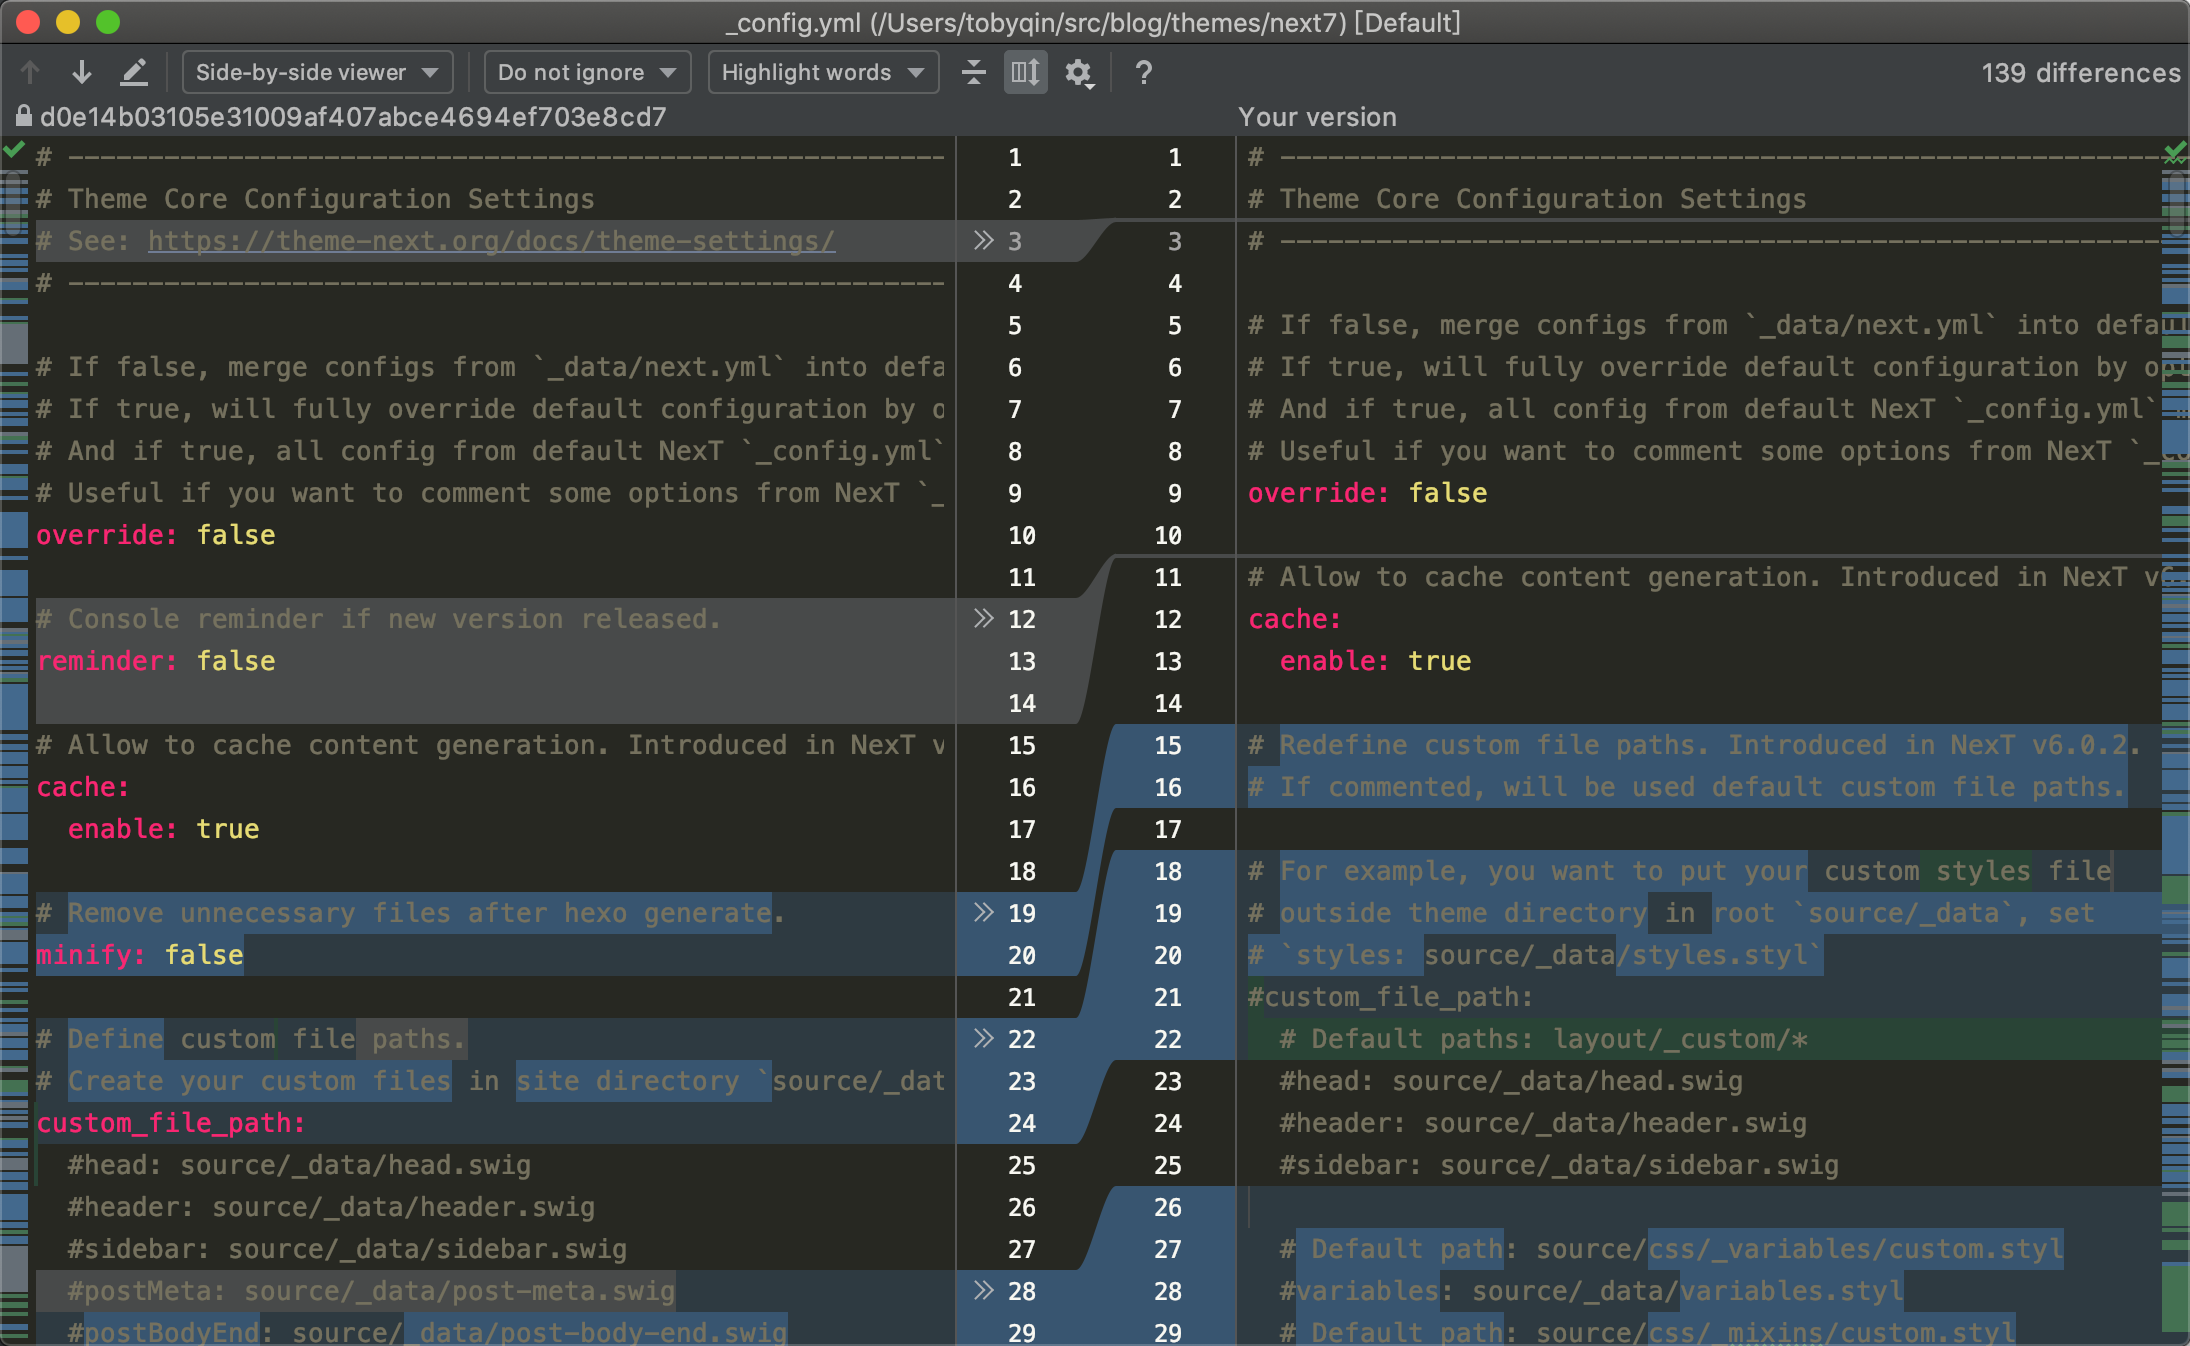 _config.yml (/Users/tobyqin/src/blog/themes/next7) [Default]
Side-by-side viewer Do not ignore Highlight words ? 139 differences
d0e14b03105e31009af407abce4694ef703e8cd7
Your version
# -------------------------------------------------------
# Theme Core Configuration Settings
# See: https://theme-next.org/docs/theme-settings/
# -------------------------------------------------------
# If false, merge configs from `_data/next.yml` into defa
# If true, will fully override default configuration by o
# And if true, all config from default NexT `_config.yml`
# Useful if you want to comment some options from NexT `_
override: false
# Console reminder if new version released.
reminder: false
# Allow to cache content generation. Introduced in NexT v
cache:
enable: true
# Remove unnecessary files after hexo generate.
minify: false
# Define custom file paths.
# Create your custom files in site directory `source/_dat
custom_file_path:
#head: source/_data/head.swig
#header: source/_data/header.swig
#sidebar: source/_data/sidebar.swig
#postMeta: source/_data/post-meta.swig
#postBodyEnd: source/_data/post-body-end.swig
1 1
2 2
3 3
4 4
5 5
6 6
7 7
8 8
9 9
10 10
11 11
12 12
13 13
14 14
15 15
16 16
17 17
18 18
19 19
20 20
21 21
22 22
23 23
24 24
25 25
26 26
27 27
28 28
29 29
# -------------------------------------------------------
# Theme Core Configuration Settings
# -------------------------------------------------------
# If false, merge configs from `_data/next.yml` into defaul
# If true, will fully override default configuration by opt
# And if true, all config from default NexT `_config.yml`
# Useful if you want to comment some options from NexT `_co
override: false
# Allow to cache content generation. Introduced in NexT v6.
cache:
enable: true
# Redefine custom file paths. Introduced in NexT v6.0.2.
# If commented, will be used default custom file paths.
# For example, you want to put your custom styles file
# outside theme directory in root `source/_data`, set
# `styles: source/_data/styles.styl`
#custom_file_path:
# Default paths: layout/_custom/*
#head: source/_data/head.swig
#header: source/_data/header.swig
#sidebar: source/_data/sidebar.swig
# Default path: source/css/_variables/custom.styl
#variables: source/_data/variables.styl
# Default path: source/css/_mixins/custom.styl